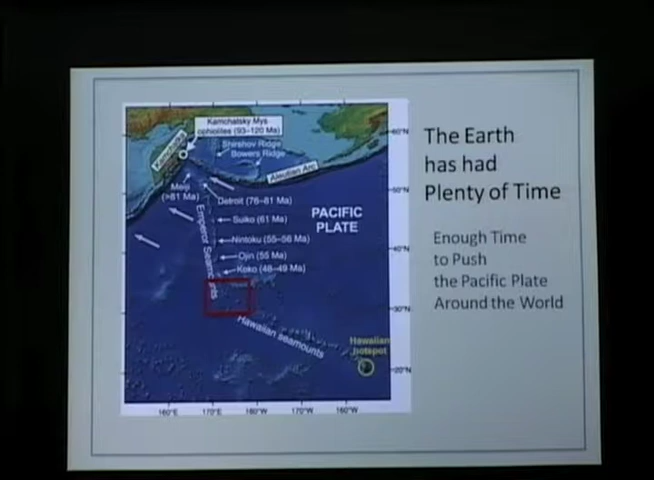 Kamchatsky Mys
ophiolites (93-120 Ma)
Kamchatka
Shirshov Ridge
Bowers Ridge
Aleutian Arc
60°N
Meiji
(>81 Ma)
50°N
Detroit (76-81 Ma)
Emperor Seamounts
Suiko (61 Ma)
PACIFIC
PLATE
Nintoku (55-56 Ma)
40°N
Ojin (55 Ma)
Koko (48-49 Ma)
30°N
Hawaiian seamounts
Hawaiian
hotspot
20°N
160°E
170°E
170°W
160°W
The Earth
has had
Plenty of Time
Enough Time
to Push
the Pacific Plate
Around the World